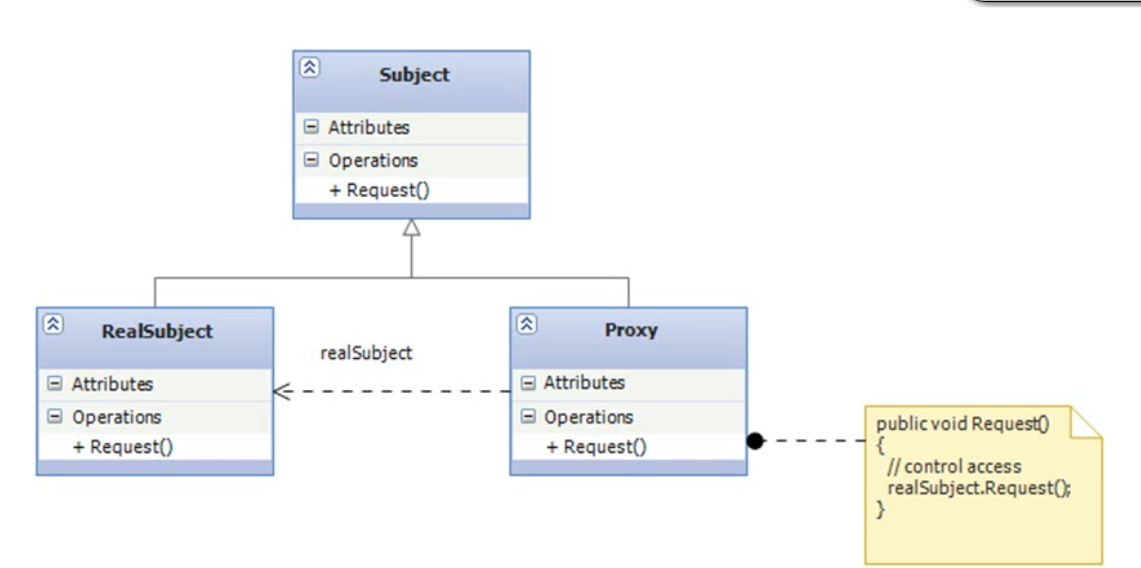 Subject
Attributes
Operations
+ Request()
RealSubject
Attributes
Operations
+ Request()
realSubject
Proxy
Attributes
Operations
+ Request()
public void Request()
{
// control access
realSubject.Request();
}